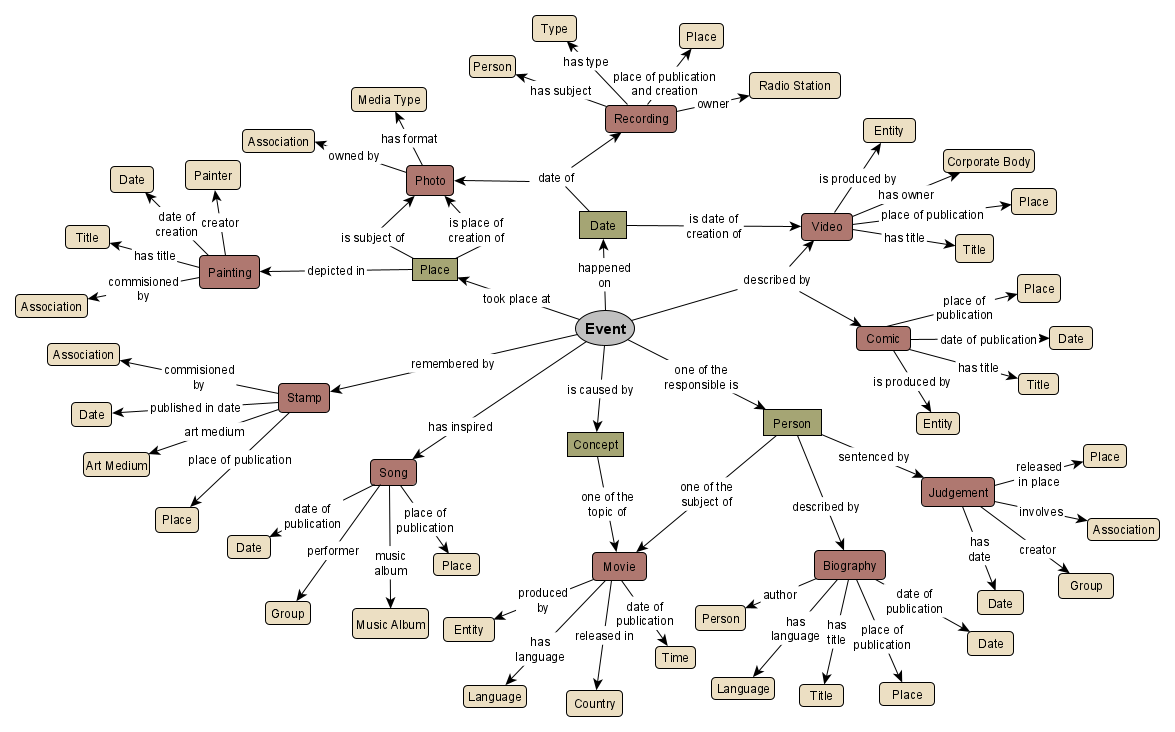 Type
Place
Person
has type
place of publication
and creation
has subject
Radio Station
owner
Recording
Media Type
Association
has format
owned by
Photo
date of
Entity
Corporate Body
is produced by
has owner
Place
place of publication
Video
has title
Title
Date
Painter
date of
creation
creator
Title
has title
Painting
commisioned
by
Association
is subject of
is place of
creation of
Date
is date of
creation of
depicted in
Place
happened
on
took place at
described by
Event
Place
place of
publication
Comic
date of publication
Date
has title
Title
is produced by
Entity
Association
commisioned
by
remembered by
Stamp
Date
published in date
art medium
Art Medium
place of publication
Place
is caused by
one of the
responsible is
has inspired
Concept
Person
sentenced by
Song
date of
publication
place of
publication
Date
performer
music
album
Place
Group
Music Album
one of the
topic of
one of the
subject of
described by
Judgement
released
in place
Place
involves
Association
has
date
creator
Date
Group
Movie
produced
by
date of
publication
Entity
has
language
released in
Time
Language
Country
Biography
author
date of
publication
Person
has
language
has
title
place of
publication
Date
Language
Title
Place